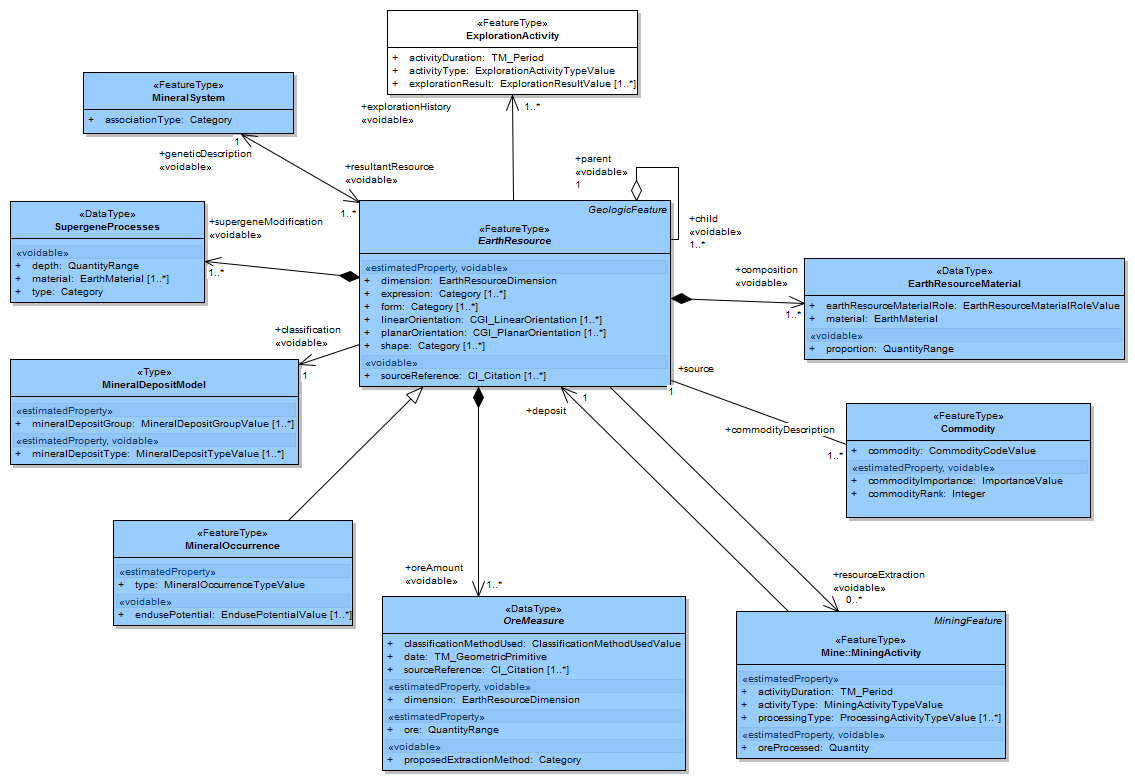 «FeatureType»
ExplorationActivity
+ activityDuration: TM_Period
+ activityType: ExplorationActivityTypeValue
+ explorationResult: ExplorationResultValue [1..*]
«FeatureType»
MineralSystem
+ associationType: Category
+explorationHistory
«voidable»
1..*
1
+geneticDescription
«voidable»
+resultantResource
«voidable»
1..*
+parent
«voidable»
1
+child
«voidable»
1..*
«DataType»
SupergeneProcesses
«voidable»
+ depth: QuantityRange
+ material: EarthMaterial [1..*]
+ type: Category
+supergeneModification
«voidable»
1..*
GeologicFeature
«FeatureType»
EarthResource
«estimatedProperty, voidable»
+ dimension: EarthResourceDimension
+ expression: Category [1..*]
+ form: Category [1..*]
+ linearOrientation: CGI_LinearOrientation [1..*]
+ planarOrientation: CGI_PlanarOrientation [1..*]
+ shape: Category [1..*]
«voidable»
+ sourceReference: CI_Citation [1..*]
+composition
«voidable»
1..*
«DataType»
EarthResourceMaterial
+ earthResourceMaterialRole: EarthResourceMaterialRoleValue
+ material: EarthMaterial
«voidable»
+ proportion: QuantityRange
+classification
«voidable»
1
«Type»
MineralDepositModel
«estimatedProperty»
+ mineralDepositGroup: MineralDepositGroupValue [1..*]
«estimatedProperty, voidable»
+ mineralDepositType: MineralDepositTypeValue [1..*]
+source
1
+commodityDescription
1..*
«FeatureType»
Commodity
+ commodity: CommodityCodeValue
«estimatedProperty, voidable»
+ commodityImportance: ImportanceValue
+ commodityRank: Integer
+deposit
1
«FeatureType»
MineralOccurrence
«estimatedProperty»
+ type: MineralOccurrenceTypeValue
«voidable»
+ endusePotential: EndusePotentialValue [1..*]
+oreAmount
«voidable»
1..*
«DataType»
OreMeasure
+ classificationMethodUsed: ClassificationMethodUsedValue
+ date: TM_GeometricPrimitive
+ sourceReference: CI_Citation [1..*]
«estimatedProperty, voidable»
+ dimension: EarthResourceDimension
«estimatedProperty»
+ ore: QuantityRange
«voidable»
+ proposedExtractionMethod: Category
+resourceExtraction
«voidable»
0..*
MiningFeature
«FeatureType»
Mine::MiningActivity
«estimatedProperty»
+ activityDuration: TM_Period
+ activityType: MiningActivityTypeValue
+ processingType: ProcessingActivityTypeValue [1..*]
«estimatedProperty, voidable»
+ oreProcessed: Quantity